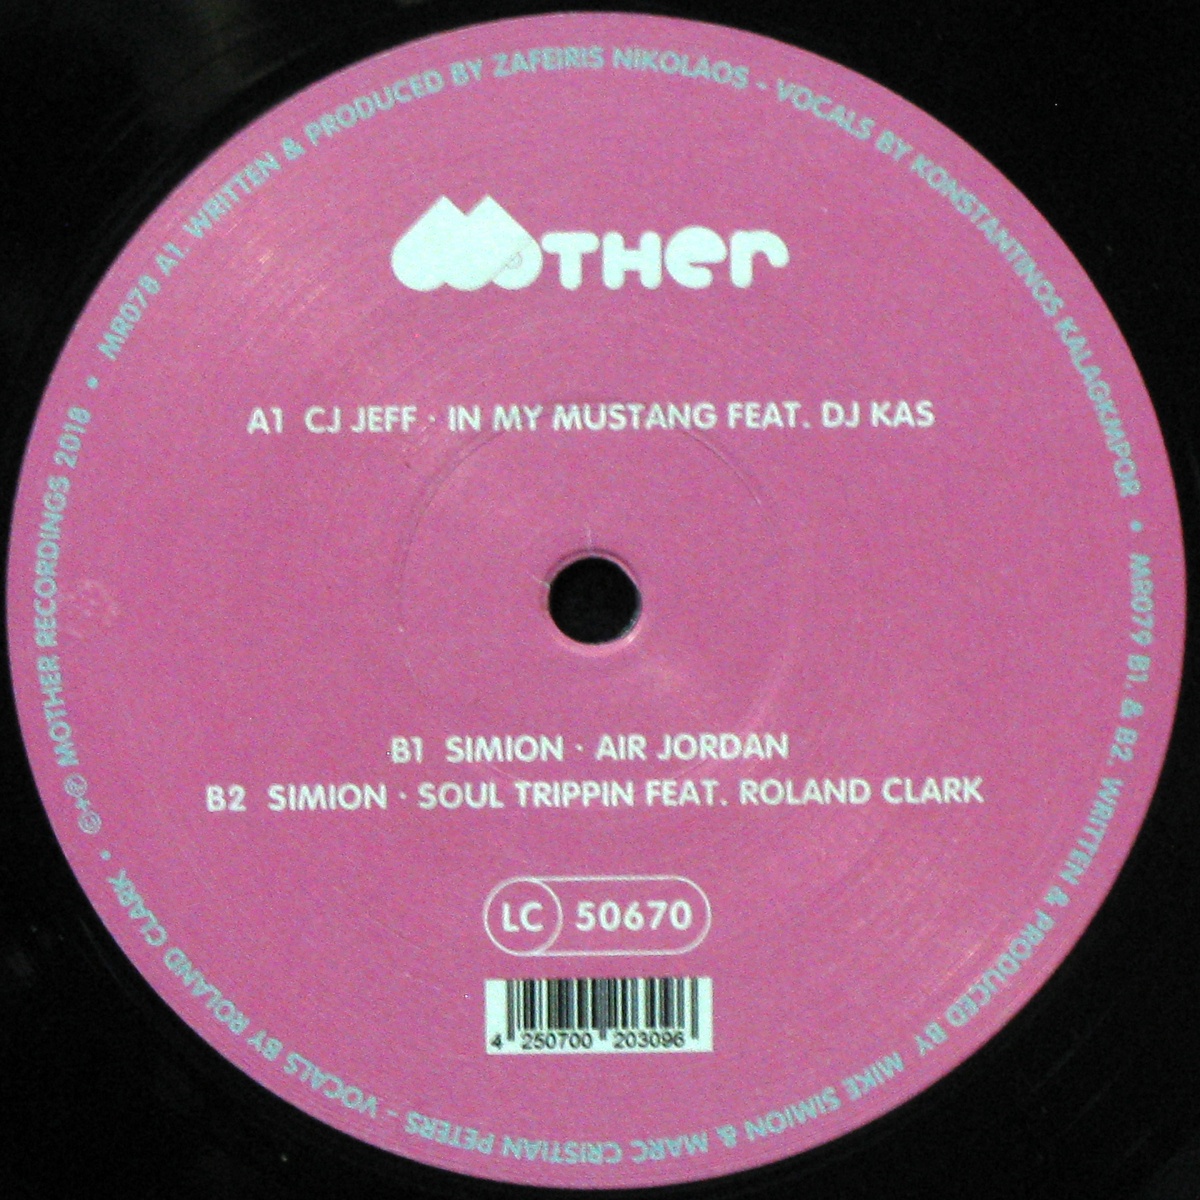 MOTHER
A1 CJ JEFF · IN MY MUSTANG FEAT. DJ KAS
B1 SIMION · AIR JORDAN
B2 SIMION · SOUL TRIPPIN FEAT. ROLAND CLARK
LC 50670
4 250700 203096
MR078 A1. WRITTEN & PRODUCED BY ZAFEIRIS NIKOLAOS - VOCALS BY KONSTANTINOS KALAGKMPOR • MR079 B1. & B2. WRITTEN & PRODUCED BY MIKE SIMION & MARC CRISTIAN PETERS - VOCALS BY ROLAND CLARK • ©+℗ MOTHER RECORDINGS 2018 •